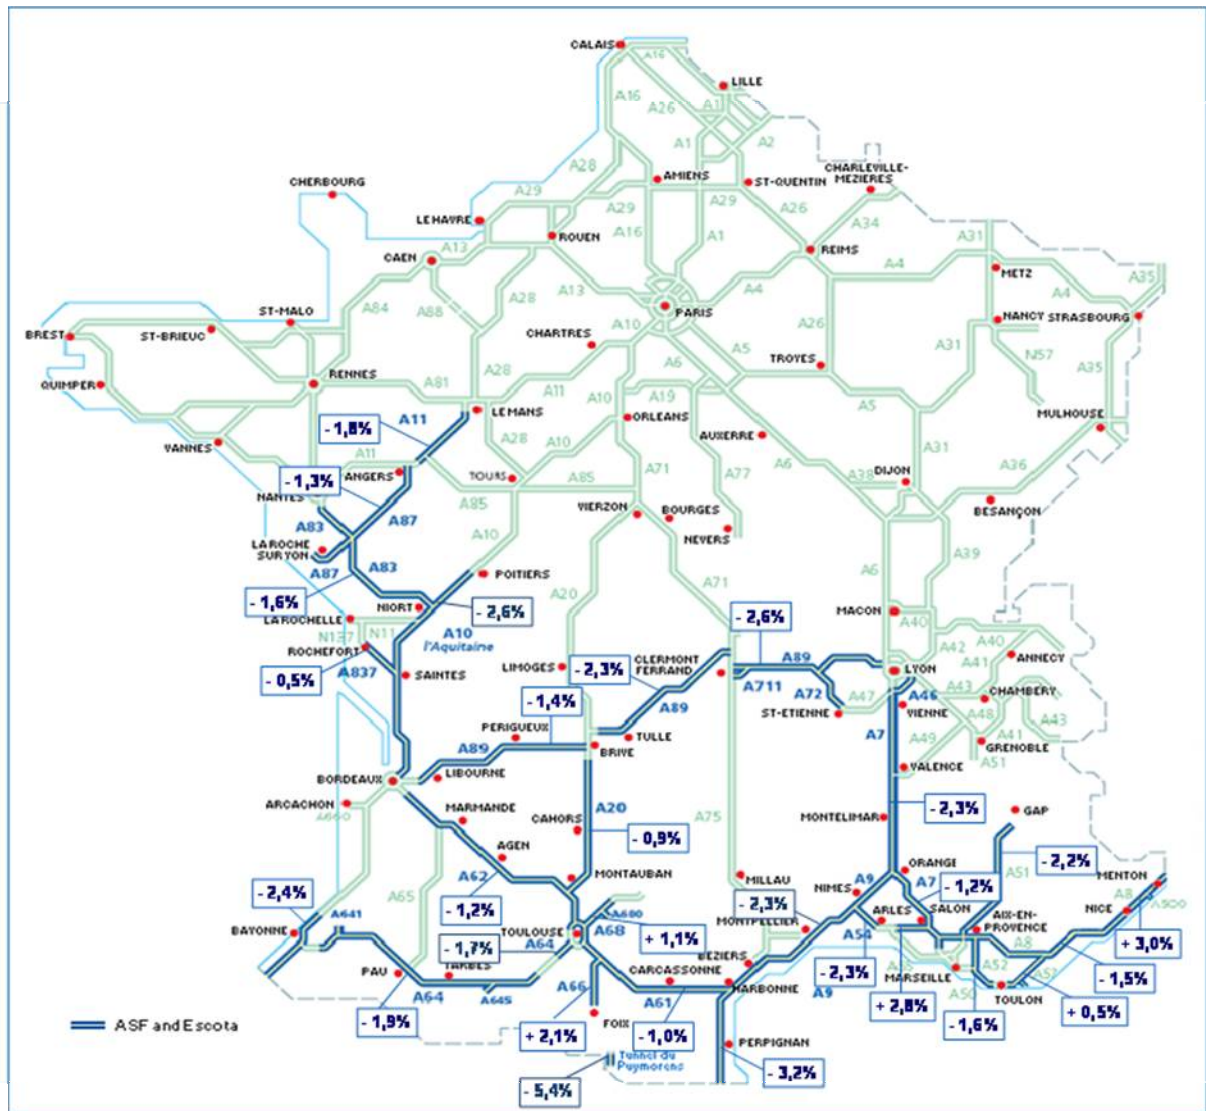 CALAIS
A16
LILLE
A16
A26
A1
A1
A2
A28
CHARLEVILLE-
MEZIERES
CHERBOURG
AMIENS
ST-QUENTIN
A29
A29
A29
A26
A34
LE HAVRE
ROUEN
A16
A1
REIMS
A31
CAEN
A13
METZ
A4
A35
A84
A88
A28
A13
A4
A4
ST-MALO
PARIS
NANCY
STRASBOURG
BREST
ST-BRIEUC
CHARTRES
A10
A26
A6
A5
TROYES
A31
N57
A35
QUIMPER
RENNES
A81
A28
A11
A10
A19
A5
MULHOUSE
LE MANS
A11
ORLEANS
- 1,8%
VANNES
A28
A10
AUXERRE
A31
A11
A6
A36
ANGERS
TOURS
A85
A71
A77
A38
DIJON
- 1,3%
NANTES
A85
VIERZON
BOURGES
BESANÇON
A83
A87
A10
NEVERS
A39
LA ROCHE
SUR YON
A6
A87
A83
POITIERS
A71
- 1,6%
A20
NIORT
- 2,6%
MACON
LA ROCHELLE
- 2,6%
A40
N137
N11
A10
l'Aquitaine
A42
A40
ROCHEFORT
CLERMONT
FERRAND
A89
A41
ANNECY
- 0,5%
A837
SAINTES
LIMOGES
- 2,3%
LYON
A711
A72
A47
A46
A43
CHAMBERY
- 1,4%
A89
ST-ETIENNE
VIENNE
A48
A43
PERIGUEUX
TULLE
A7
A49
A41
GRENOBLE
A89
BRIVE
A51
BORDEAUX
LIBOURNE
VALENCE
ARCACHON
A660
MARMANDE
A20
A75
MONTELIMAR
- 2,3%
GAP
CAHORS
- 0,9%
AGEN
- 2,2%
ORANGE
A62
MONTAUBAN
MILLAU
A9
A7
A51
MENTON
- 2,4%
A65
NIMES
- 1,2%
A8
- 1,2%
- 2,3%
ARLES
SALON
AIX-EN-
PROVENCE
NICE
A500
A641
A680
MONTPELLIER
BAYONNE
TOULOUSE
A68
+ 1,1%
A54
A8
+ 3,0%
- 1,7%
A64
BEZIERS
- 2,3%
MARSEILLE
A52
- 1,5%
PAU
TARBES
CARCASSONNE
NARBONNE
A9
A50
TOULON
A64
A645
A66
A61
+ 2,8%
+ 0,5%
- 1,9%
FOIX
- 1,6%
ASF and Escota
+ 2,1%
- 1,0%
PERPIGNAN
Tunnel du
Puymorens
- 3,2%
- 5,4%